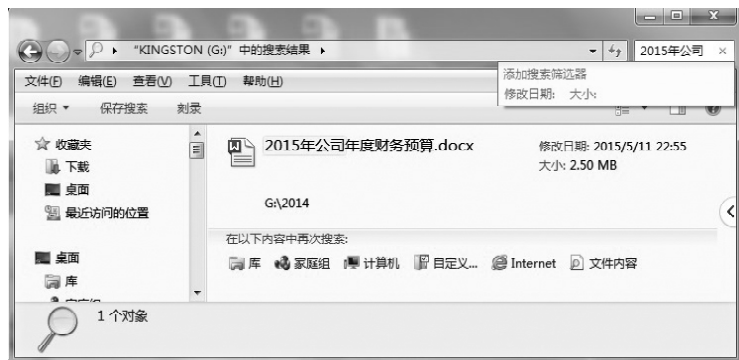 "KINGSTON (G:)"中的搜索结果
2015年公司
文件(F) 编辑(E) 查看(V) 工具(T) 帮助(H)
添加搜索筛选器
修改日期: 大小:
组织 保存搜索 刻录
收藏夹
下载
桌面
最近访问的位置
桌面
库
2015年公司年度财务预算.docx
修改日期: 2015/5/11 22:55
大小: 2.50 MB
G:\2014
在以下内容中再次搜索:
库 家庭组 计算机 自定义... Internet 文件内容
1 个对象